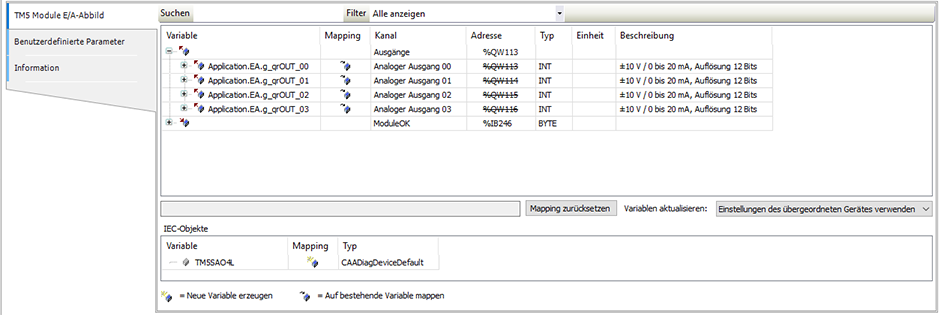 TM5 Module E/A-Abbild
Benutzerdefinierte Parameter
Information
Suchen Filter Alle anzeigen
Variable Mapping Kanal Adresse Typ Einheit Beschreibung
Ausgänge %QW113
Application.EA.g_qrOUT_00 Analoger Ausgang 00 %QW113 INT ±10 V / 0 bis 20 mA, Auflösung 12 Bits
Application.EA.g_qrOUT_01 Analoger Ausgang 01 %QW114 INT ±10 V / 0 bis 20 mA, Auflösung 12 Bits
Application.EA.g_qrOUT_02 Analoger Ausgang 02 %QW115 INT ±10 V / 0 bis 20 mA, Auflösung 12 Bits
Application.EA.g_qrOUT_03 Analoger Ausgang 03 %QW116 INT ±10 V / 0 bis 20 mA, Auflösung 12 Bits
ModuleOK %IB246 BYTE
Mapping zurücksetzen Variablen aktualisieren: Einstellungen des übergeordneten Gerätes verwenden
IEC-Objekte
Variable Mapping Typ
TM5SAO4L CAADiagDeviceDefault
= Neue Variable erzeugen = Auf bestehende Variable mappen